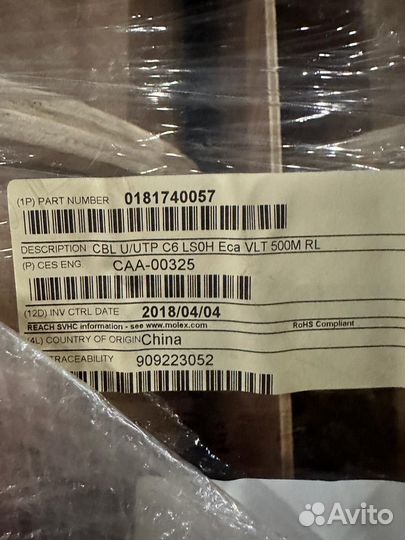 (1P) PART NUMBER 0181740057
DESCRIPTION CBL U/UTP C6 LS0H Eca VLT 500M RL
(P) CES ENG. CAA-00325
(12D) INV CTRL DATE 2018/04/04
REACH SVHC information - see www.molex.com RoHS Compliant
(4L) COUNTRY OF ORIGIN China
TRACEABILITY 909223052
Avito